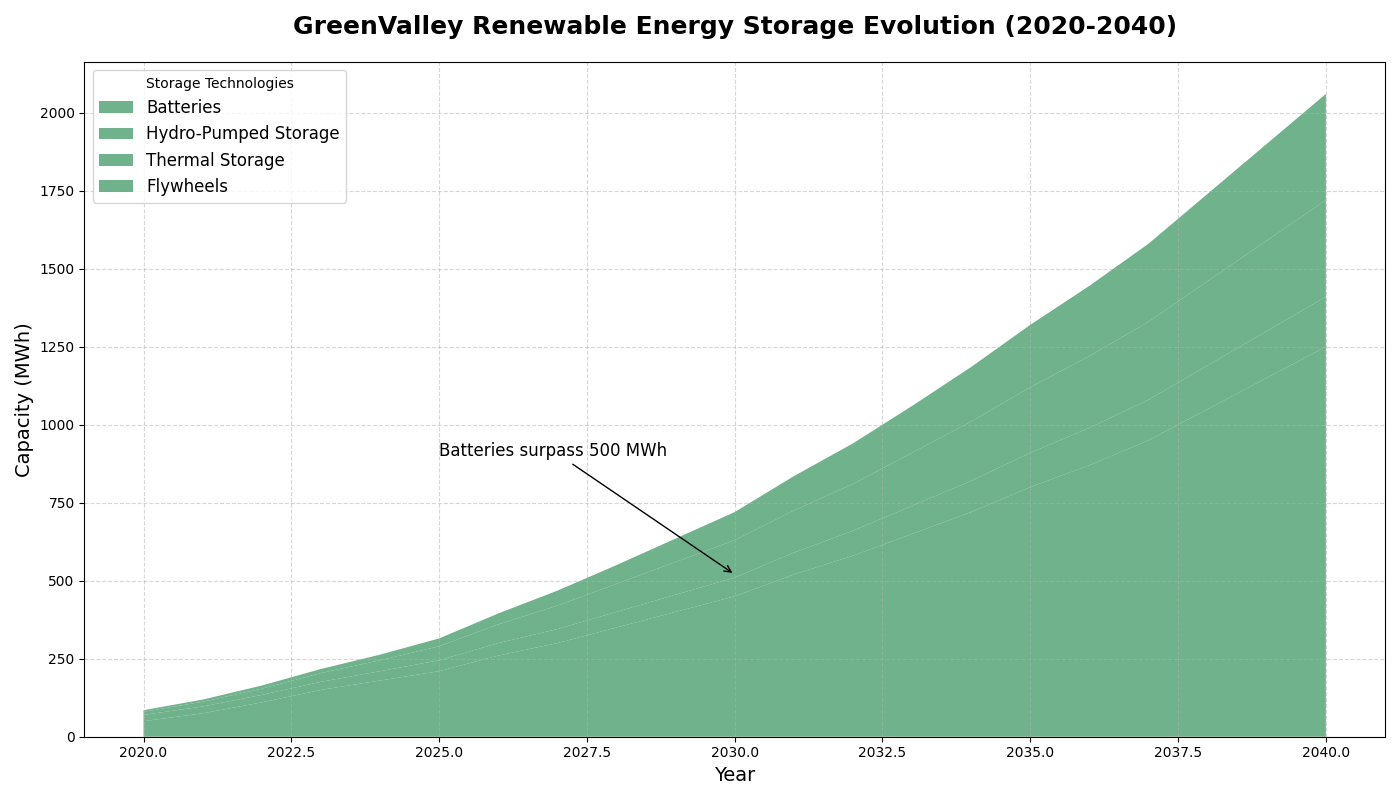 GreenValley Renewable Energy Storage Evolution (2020-2040)
Storage Technologies
Batteries
Hydro-Pumped Storage
Thermal Storage
Flywheels
2000
1750
1500
1250
1000
750
500
250
0
Capacity (MWh)
Batteries surpass 500 MWh
2020.0 2022.5 2025.0 2027.5 2030.0 2032.5 2035.0 2037.5 2040.0
Year